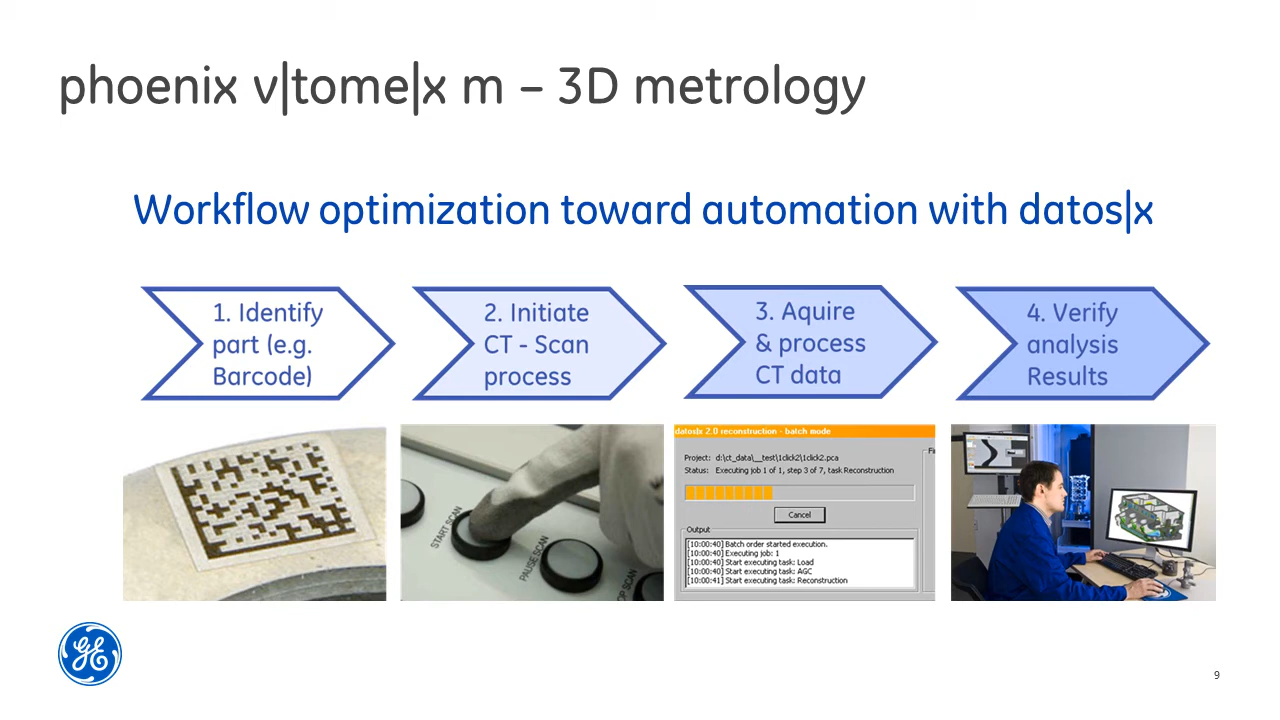 phoenix v|tome|x m – 3D metrology
Workflow optimization toward automation with datos|x
1. Identify
part (e.g.
Barcode)
2. Initiate
CT - Scan
process
3. Aquire
& process
CT data
4. Verify
analysis
Results
START SCAN
PAUSE SCAN
OP SCAN
datos|x 2.0 reconstruction - batch mode
Project: d:\ct_data\__test\1click2\1click2.pca
Status: Executing job 1 of 1, step 3 of 7, task Reconstruction
Cancel
Fi
Output
[10:00:40] Batch order started execution.
[10:00:40] Executing job: 1
[10:00:40] Start executing task: Load
[10:00:40] Start executing task: AGC
[10:00:41] Start executing task: Reconstruction
GE
9